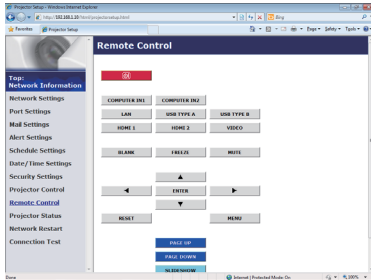 Projector Setup - Windows Internet Explorer
http://192.168.1.10/html/projectorsetup.html
Bing
Favorites
Projector Setup
Page
Safety
Tools
Remote Control
Top:
Network Information
Network Settings
Port Settings
Mail Settings
Alert Settings
Schedule Settings
Date/Time Settings
Security Settings
Projector Control
Remote Control
Projector Status
Network Restart
Connection Test
COMPUTER IN1 COMPUTER IN2
LAN USB TYPE A USB TYPE B
HDMI 1 HDMI 2 VIDEO
BLANK FREEZE MUTE
ENTER
RESET MENU
PAGE UP
PAGE DOWN
SLIDESHOW
Done
Internet | Protected Mode: On
100%